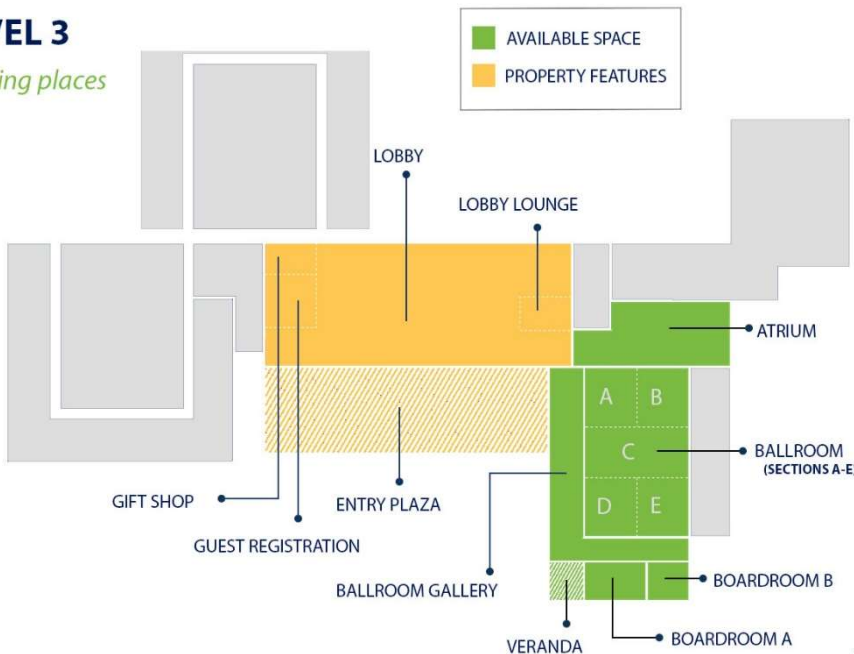 VEL 3
ing places
AVAILABLE SPACE
PROPERTY FEATURES
LOBBY
LOBBY LOUNGE
ATRIUM
A B
C
D E
BALLROOM
(SECTIONS A-E
GIFT SHOP
ENTRY PLAZA
GUEST REGISTRATION
BALLROOM GALLERY
BOARDROOM B
VERANDA
BOARDROOM A